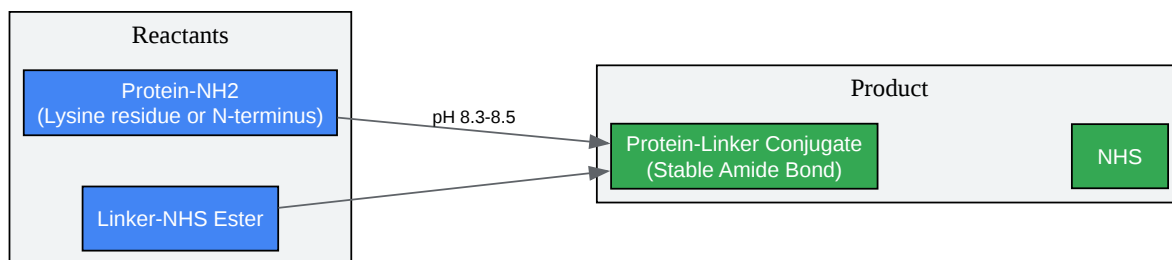 Reactants
Protein-NH2
(Lysine residue or N-terminus)
Linker-NHS Ester
pH 8.3-8.5
Product
Protein-Linker Conjugate
(Stable Amide Bond)
NHS